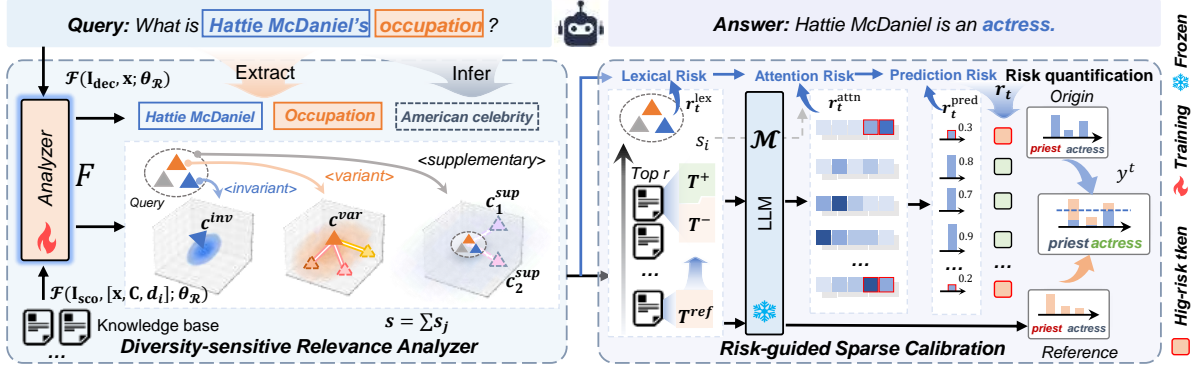 Query: What is Hattie McDaniel's occupation ?
Answer: Hattie McDaniel is an actress.
F(I_dec, x; θ_R)
Extract
Infer
Hattie McDaniel
Occupation
American celebrity
Analyzer
F
Query
<invariant>
<variant>
<supplementary>
c^inv
c^var
c_1^sup
c_2^sup
F(I_sco, [x, C, d_i]; θ_R)
Knowledge base
...
s = ∑s_j
Diversity-sensitive Relevance Analyzer
Lexical Risk
Attention Risk
Prediction Risk
Risk quantification
r_t^lex
r_t^attn
r_t^pred
r_t
s_i
Top r
T^+
T^-
...
T^ref
M
LLM
...
0.3
0.8
0.7
0.9
...
0.2
...
Origin
priest actress
y^t
priest actress
priest actress
Reference
Risk-guided Sparse Calibration
Frozen
Training
Hig-risk tken